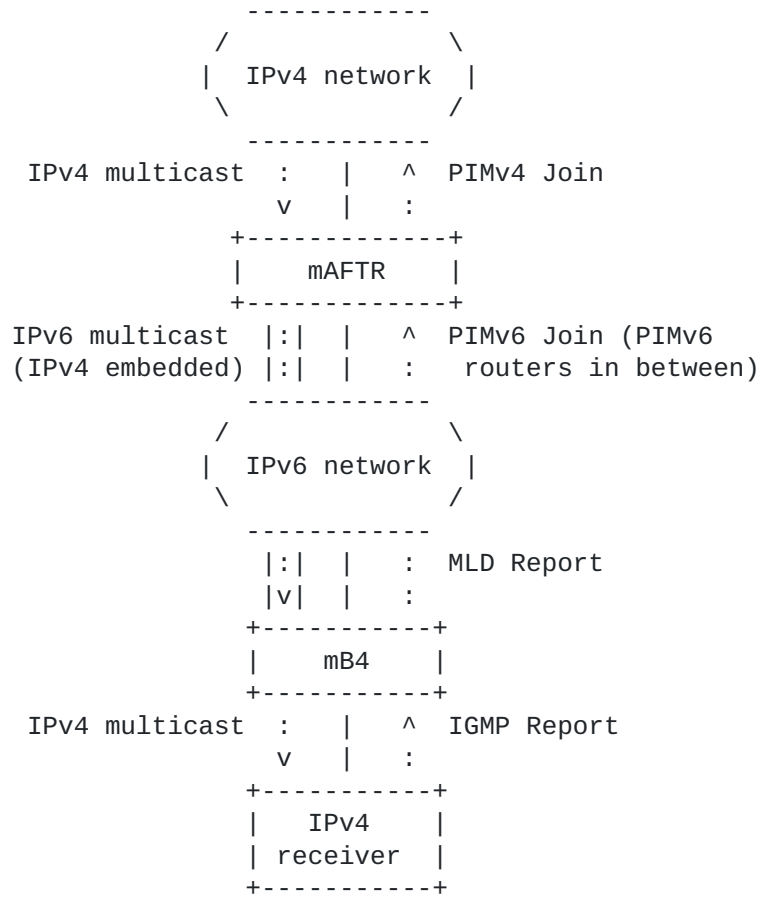 IPv4 network
IPv4 multicast : | ^ PIMv4 Join
v | :
mAFTR
IPv6 multicast |:| | ^ PIMv6 Join (PIMv6
(IPv4 embedded) |:| | : routers in between)
IPv6 network
|:| | : MLD Report
|v| | :
mB4
IPv4 multicast : | ^ IGMP Report
v | :
IPv4
receiver